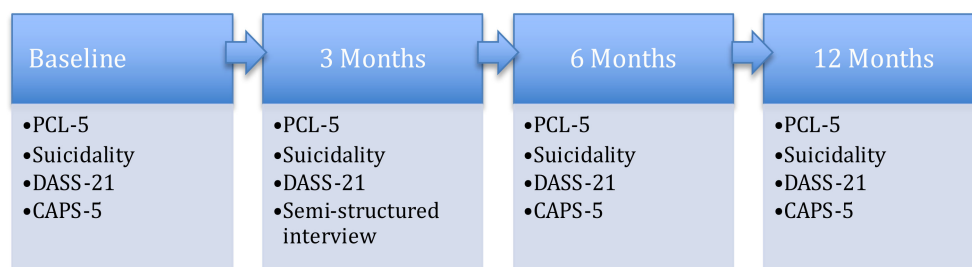 Baseline
•PCL-5
•Suicidality
•DASS-21
•CAPS-5
3 Months
•PCL-5
•Suicidality
•DASS-21
•Semi-structured
interview
6 Months
•PCL-5
•Suicidality
•DASS-21
•CAPS-5
12 Months
•PCL-5
•Suicidality
•DASS-21
•CAPS-5